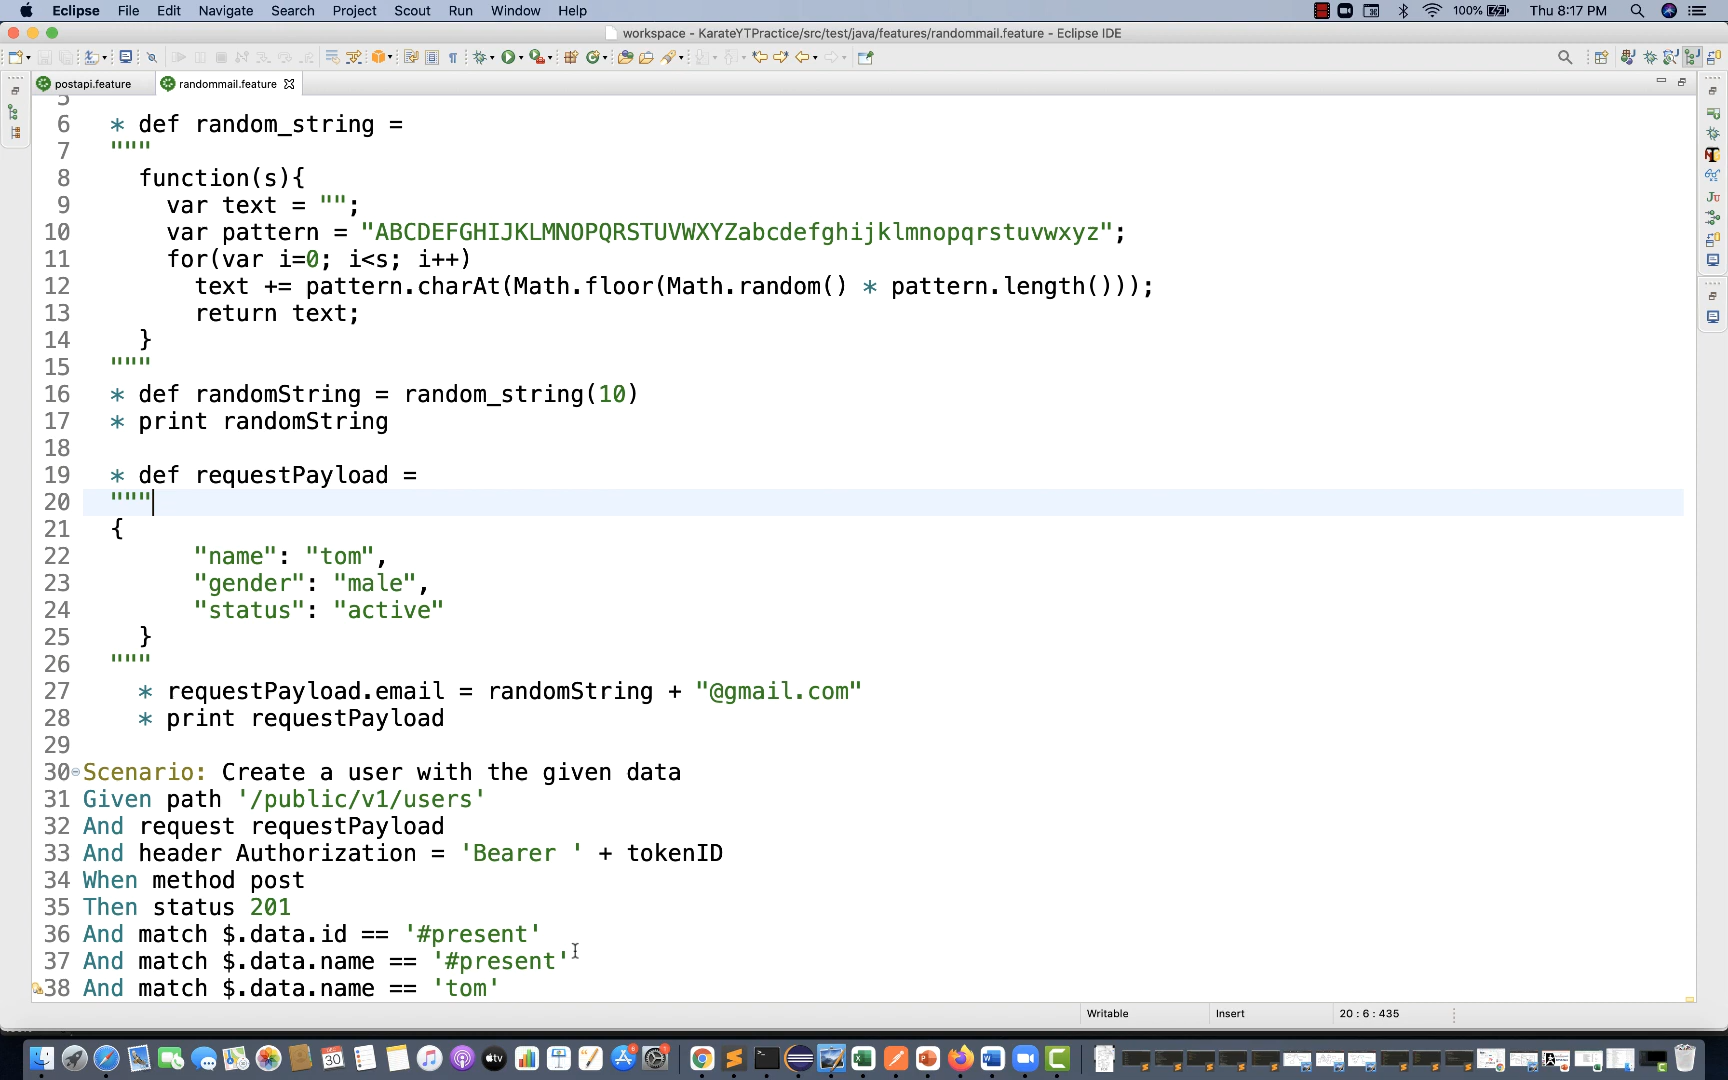 Eclipse File Edit Navigate Search Project Scout Run Window Help 100% Thu 8:17 PM
workspace - KarateYTPractice/src/test/java/features/randommail.feature - Eclipse IDE
postapi.feature randommail.feature
5
6 * def random_string =
7 """
8 function(s){
9 var text = "";
10 var pattern = "ABCDEFGHIJKLMNOPQRSTUVWXYZabcdefghijklmnopqrstuvwxyz";
11 for(var i=0; i<s; i++)
12 text += pattern.charAt(Math.floor(Math.random() * pattern.length()));
13 return text;
14 }
15 """
16 * def randomString = random_string(10)
17 * print randomString
18
19 * def requestPayload =
20 """
21 {
22 "name": "tom",
23 "gender": "male",
24 "status": "active"
25 }
26 """
27 * requestPayload.email = randomString + "@gmail.com"
28 * print requestPayload
29
30 Scenario: Create a user with the given data
31 Given path '/public/v1/users'
32 And request requestPayload
33 And header Authorization = 'Bearer ' + tokenID
34 When method post
35 Then status 201
36 And match $.data.id == '#present'
37 And match $.data.name == '#present'
38 And match $.data.name == 'tom'
Writable Insert 20 : 6 : 435